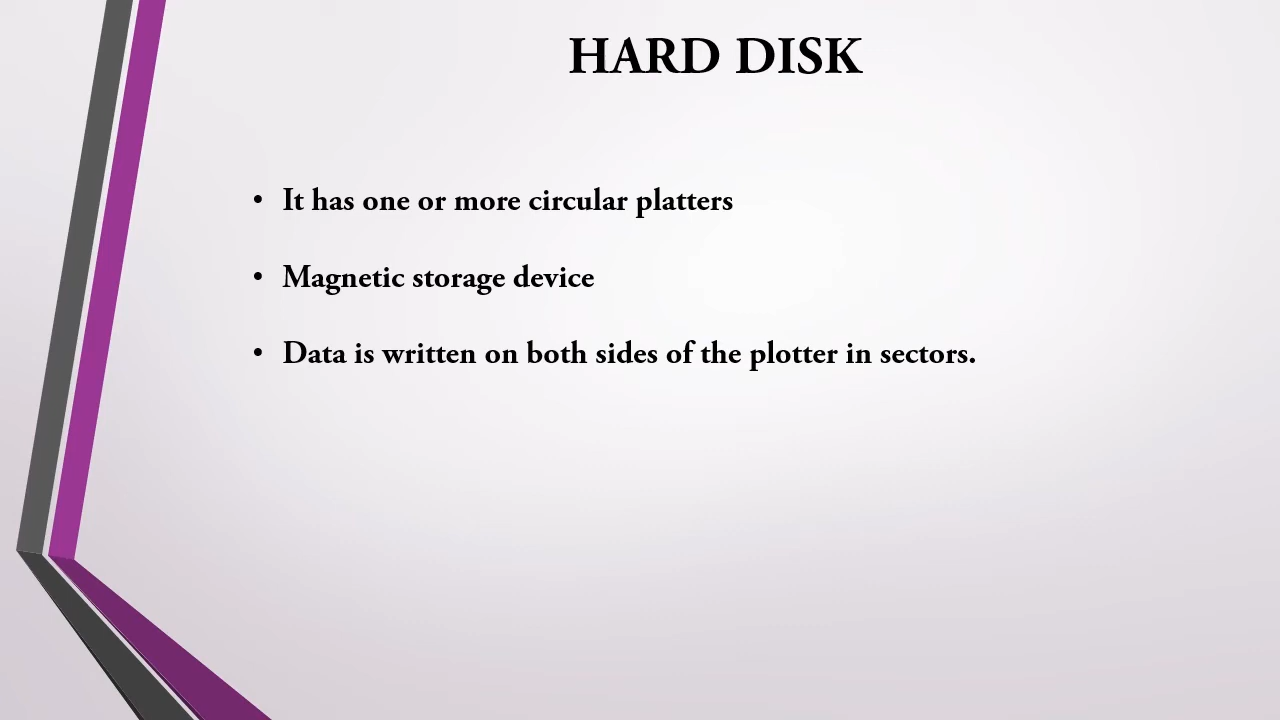 HARD DISK
• It has one or more circular platters
• Magnetic storage device
• Data is written on both sides of the plotter in sectors.